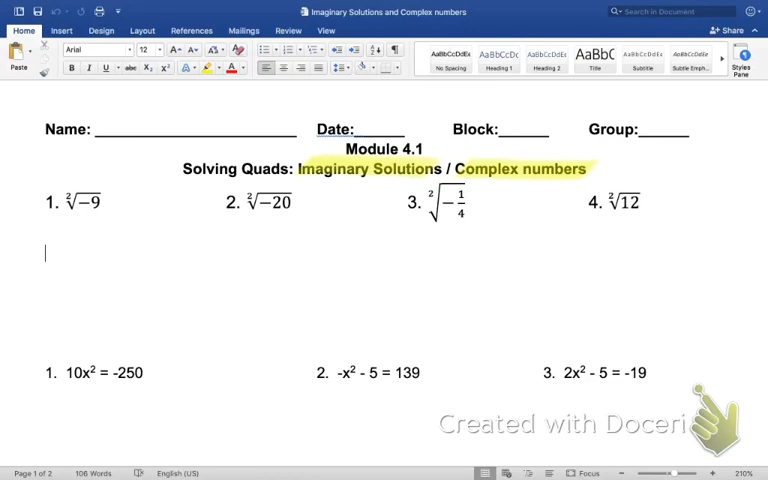 Imaginary Solutions and Complex numbers
Search in Document
Home Insert Design Layout References Mailings Review View
Share
Paste
Arial 12
B I U abc X₂ X²
AaBbCcDdEe AaBbCcDc AaBbCcDdEe AaBbC AaBbCcDdEe AaBbCcDdEe
No Spacing Heading 1 Heading 2 Title Subtitle Subtle Emph...
Styles Pane
Name: ____________________ Date:______ Block:______ Group:______
Module 4.1
Solving Quads: Imaginary Solutions / Complex numbers
1. ²√−9 2. ²√−20 3. ²√−1/4 4. ²√12
1. 10x² = -250 2. -x² - 5 = 139 3. 2x² - 5 = -19
Created with Doceri
Page 1 of 2 106 Words English (US) Focus 210%